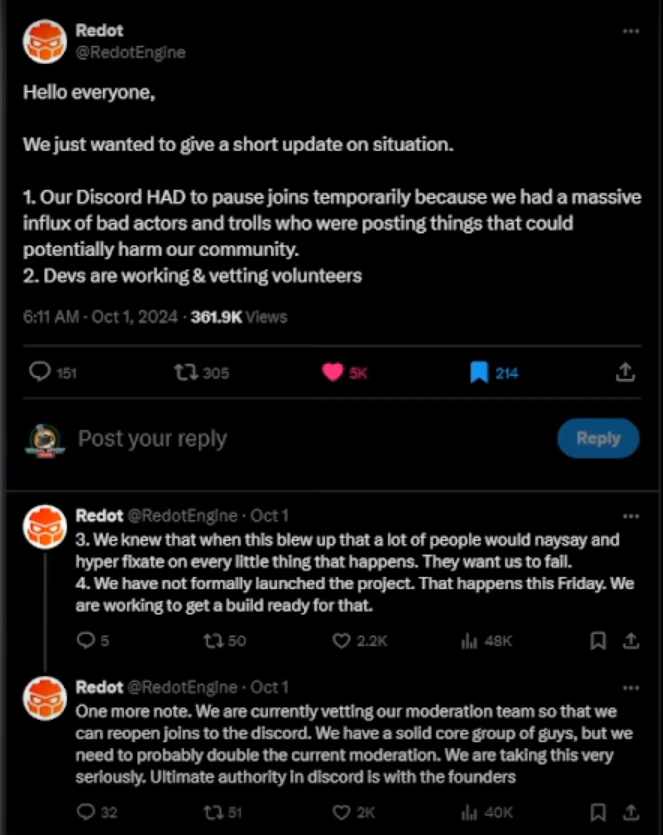 Redot
@RedotEngine
Hello everyone,
We just wanted to give a short update on situation.
1. Our Discord HAD to pause joins temporarily because we had a massive
influx of bad actors and trolls who were posting things that could
potentially harm our community.
2. Devs are working & vetting volunteers
6:11 AM · Oct 1, 2024 · 361.9K Views
151 305 5K 214
Post your reply Reply
Redot @RedotEngine · Oct 1
3. We knew that when this blew up that a lot of people would naysay and
hyper fixate on every little thing that happens. They want us to fail.
4. We have not formally launched the project. That happens this Friday. We
are working to get a build ready for that.
5 50 2.2K 48K
Redot @RedotEngine · Oct 1
One more note. We are currently vetting our moderation team so that we
can reopen joins to the discord. We have a solid core group of guys, but we
need to probably double the current moderation. We are taking this very
seriously. Ultimate authority in discord is with the founders
32 51 2K 40K